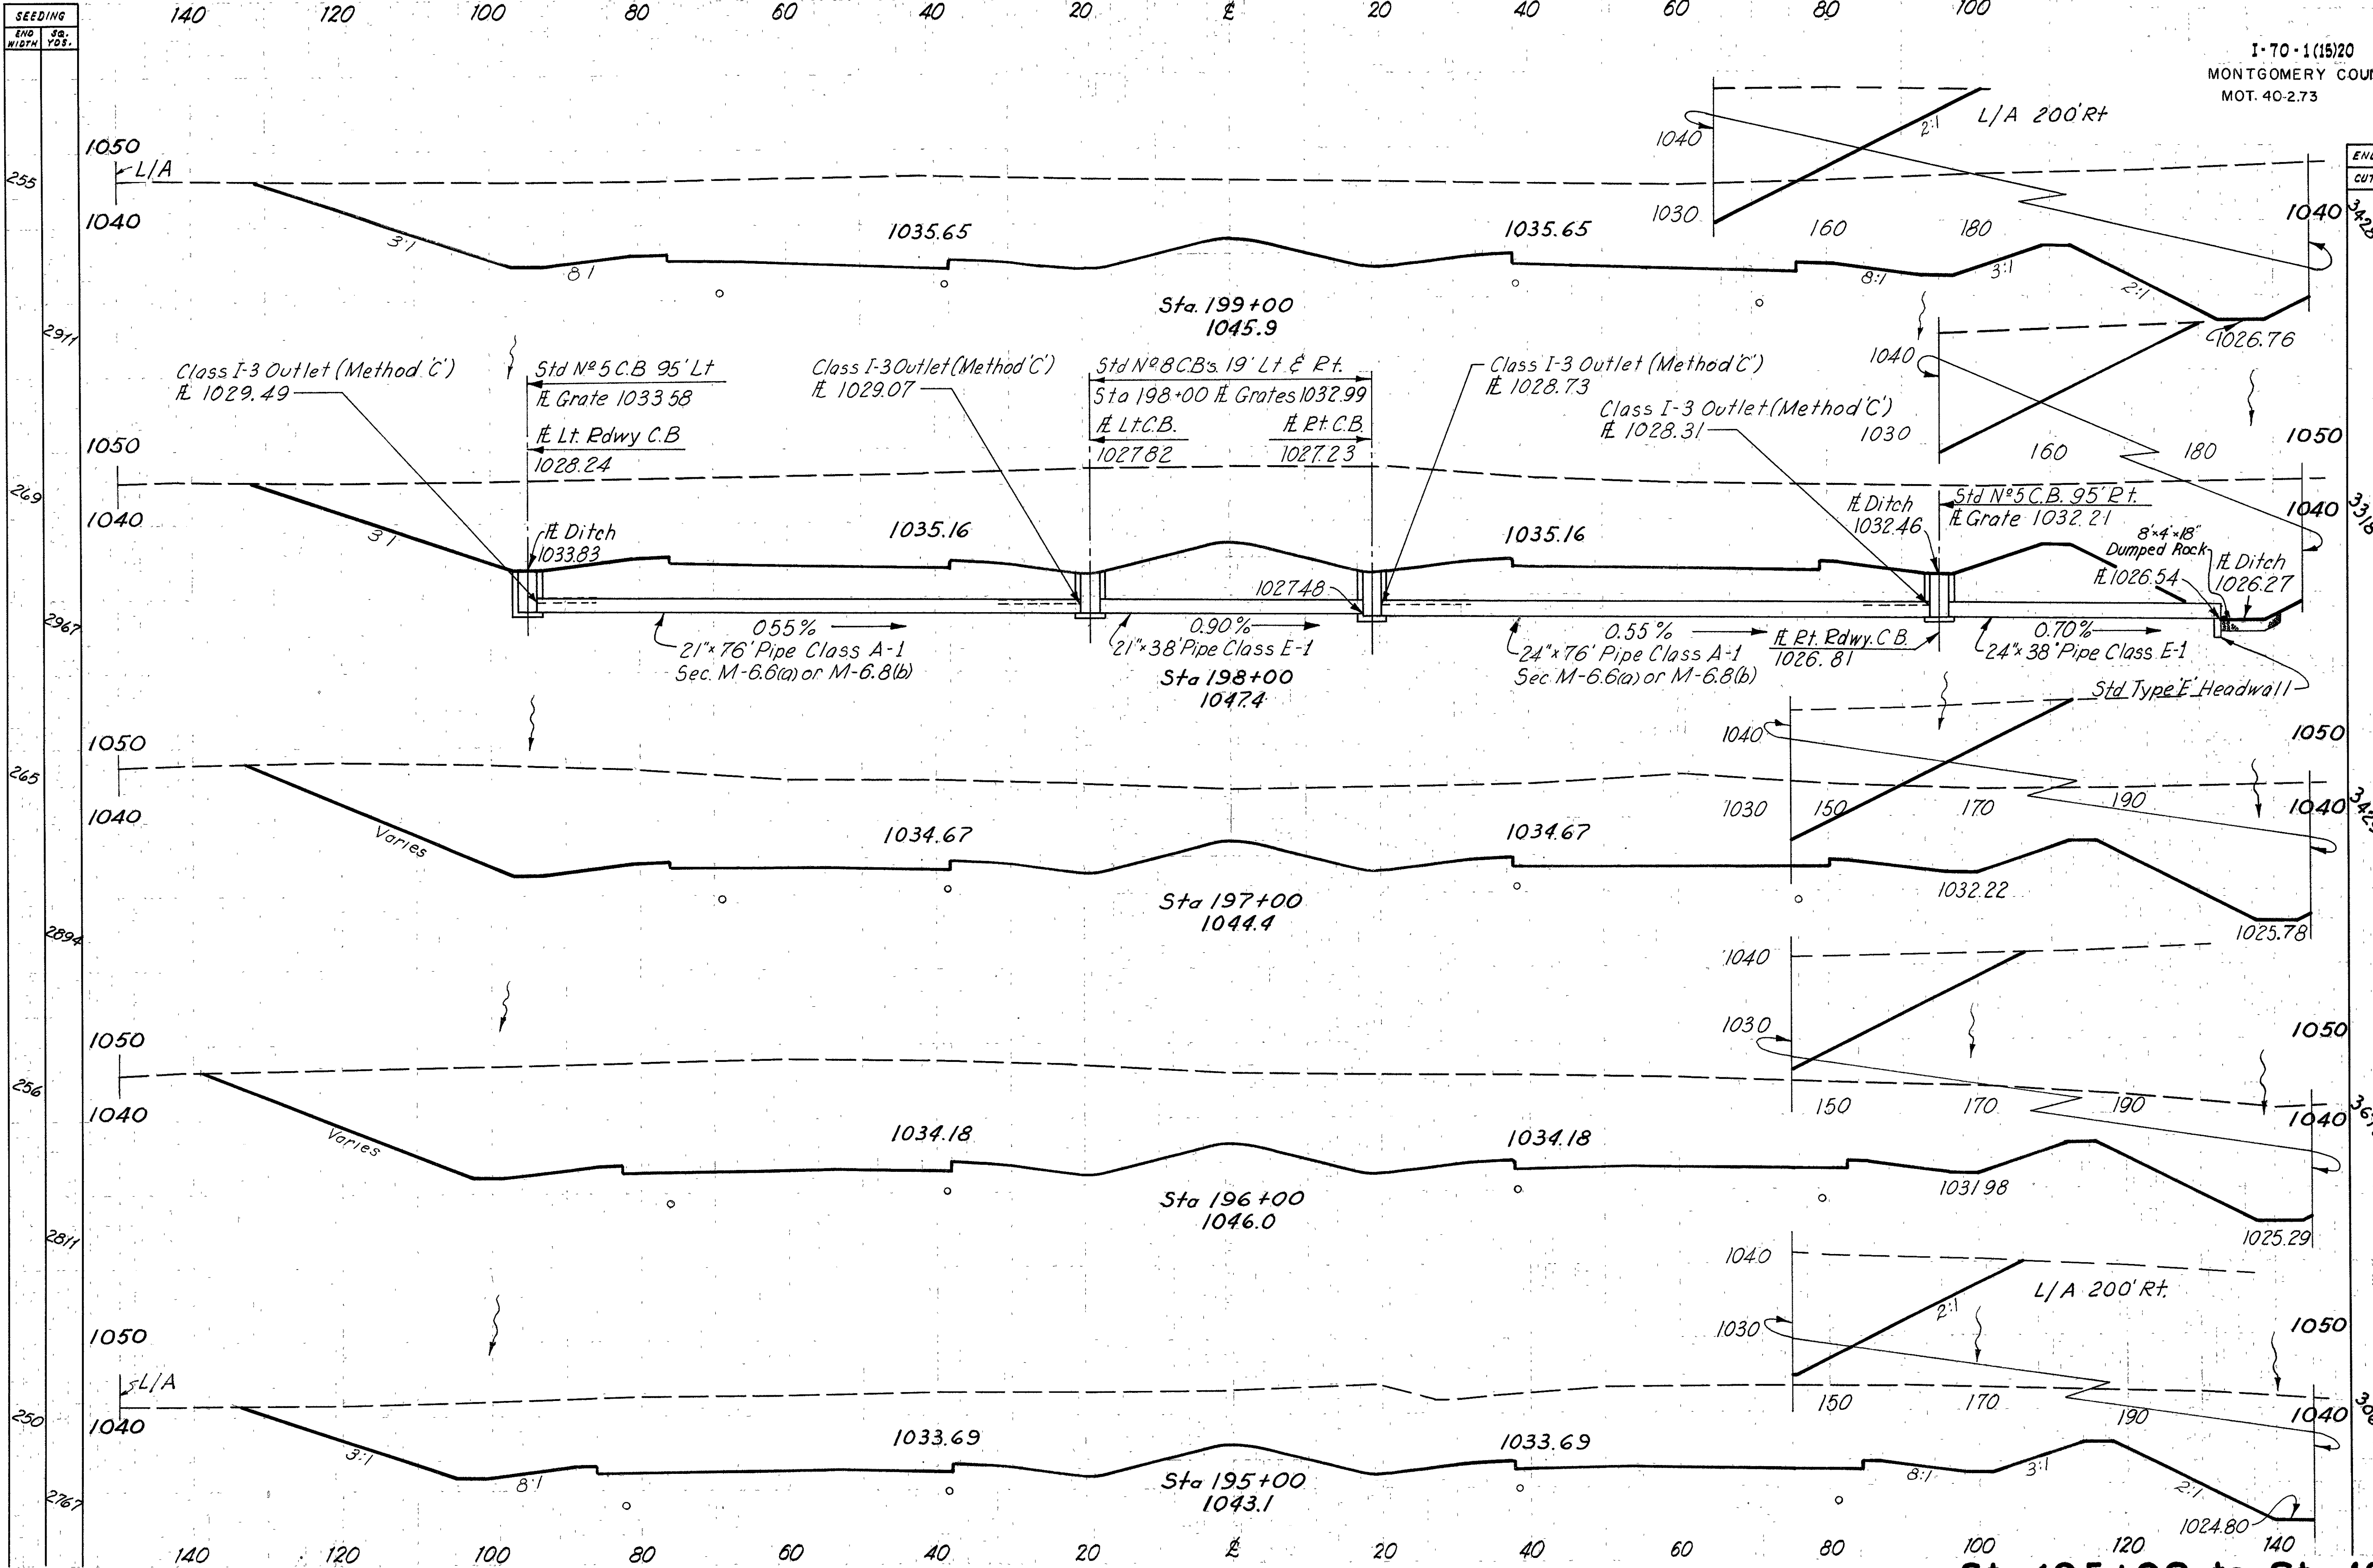 SEEDING
END WIDTH
SQ. YDS.
140 120 100 80 60 40 20 ℄ 20 40 60 80 100
I-70-1(15)20
MONTGOMERY COUN
MOT. 40-2.73
END
CUT
1040
2:1
L/A 200' Rt
1050
L/A
255
1040
3:1
8:1
1035.65
1035.65
1030
160
180
1040
3428
8:1
3:1
2:1
Sta. 199+00
1045.9
2911
1026.76
Class I-3 Outlet (Method 'C')
℄ 1029.49
Std Nº 5 C.B 95' Lt
℄ Grate 1033.58
℄ Lt. Rdwy C.B
1028.24
Class I-3 Outlet (Method 'C')
℄ 1029.07
Std Nº 8 C.B's. 19' Lt & Rt.
Sta 198+00 ℄ Grates 1032.99
℄ Lt. C.B.
1027.82
℄ Rt. C.B.
1027.23
Class I-3 Outlet (Method 'C')
℄ 1028.73
Class I-3 Outlet (Method 'C')
℄ 1028.31
1040
1030
160
180
1050
1050
269
1040
3:1
℄ Ditch
1033.83
1035.16
1035.16
℄ Ditch
1032.46
Std Nº 5 C.B. 95' Rt.
℄ Grate 1032.21
8'x4'x18"
Dumped Rock
℄ 1026.54
℄ Ditch
1026.27
1040
3318
1027.48
2967
0.55%
21"x 76' Pipe Class A-1
Sec. M-6.6(a) or M-6.8(b)
0.90%
21"x 38' Pipe Class E-1
0.55%
24"x 76' Pipe Class A-1
Sec. M-6.6(a) or M-6.8(b)
℄ Rt. Rdwy. C.B.
1026.81
0.70%
24"x 38' Pipe Class E-1
Std Type 'E' Headwall
Sta 198+00
1047.4
1050
1040
1050
265
1040
Varies
1034.67
1034.67
1030
150
170
190
1040
Sta 197+00
1044.4
1032.22
1025.78
2894
1040
1050
1030
1050
256
1040
Varies
1034.18
1034.18
150
170
190
1040
Sta 196+00
1046.0
1031.98
1025.29
2811
1040
2:1
L/A 200' Rt.
1050
1030
1050
L/A
250
1040
3:1
8:1
1033.69
1033.69
150
170
190
1040
8:1
3:1
2:1
Sta 195+00
1043.1
2767
1024.80
140 120 100 80 60 40 20 ℄ 20 40 60 80 100 120 140